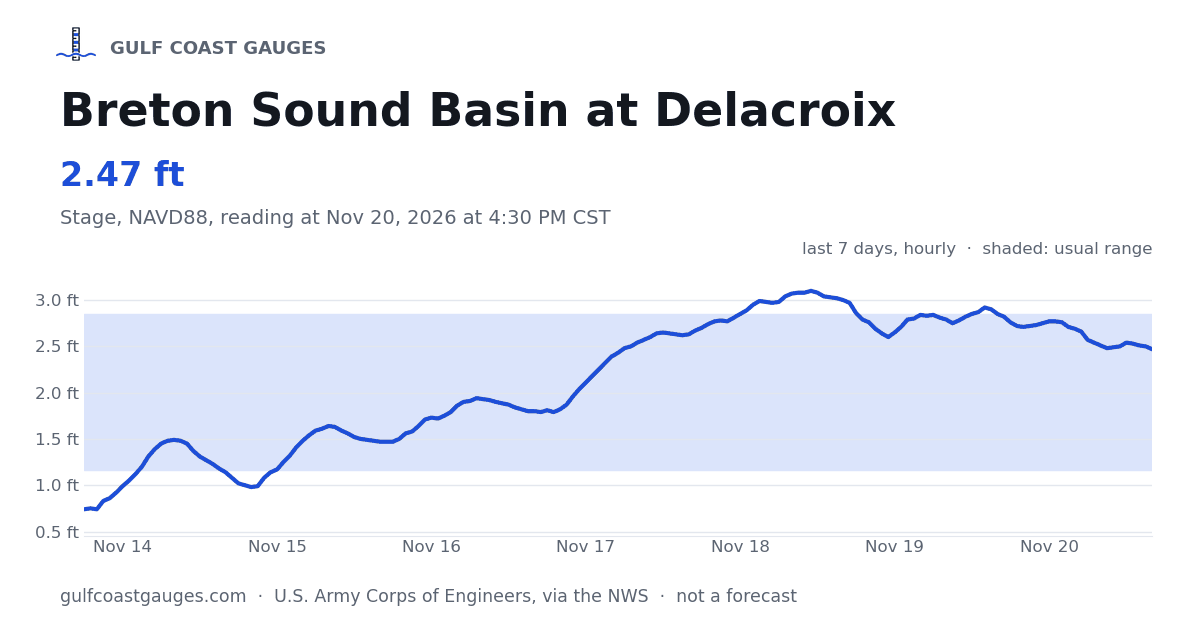 GULF COAST GAUGES
Breton Sound Basin at Delacroix
2.47 ft
Stage, NAVD88, reading at Nov 20, 2026 at 4:30 PM CST
last 7 days, hourly · shaded: usual range
3.0 ft
2.5 ft
2.0 ft
1.5 ft
1.0 ft
0.5 ft
Nov 14 Nov 15 Nov 16 Nov 17 Nov 18 Nov 19 Nov 20
gulfcoastgauges.com · U.S. Army Corps of Engineers, via the NWS · not a forecast